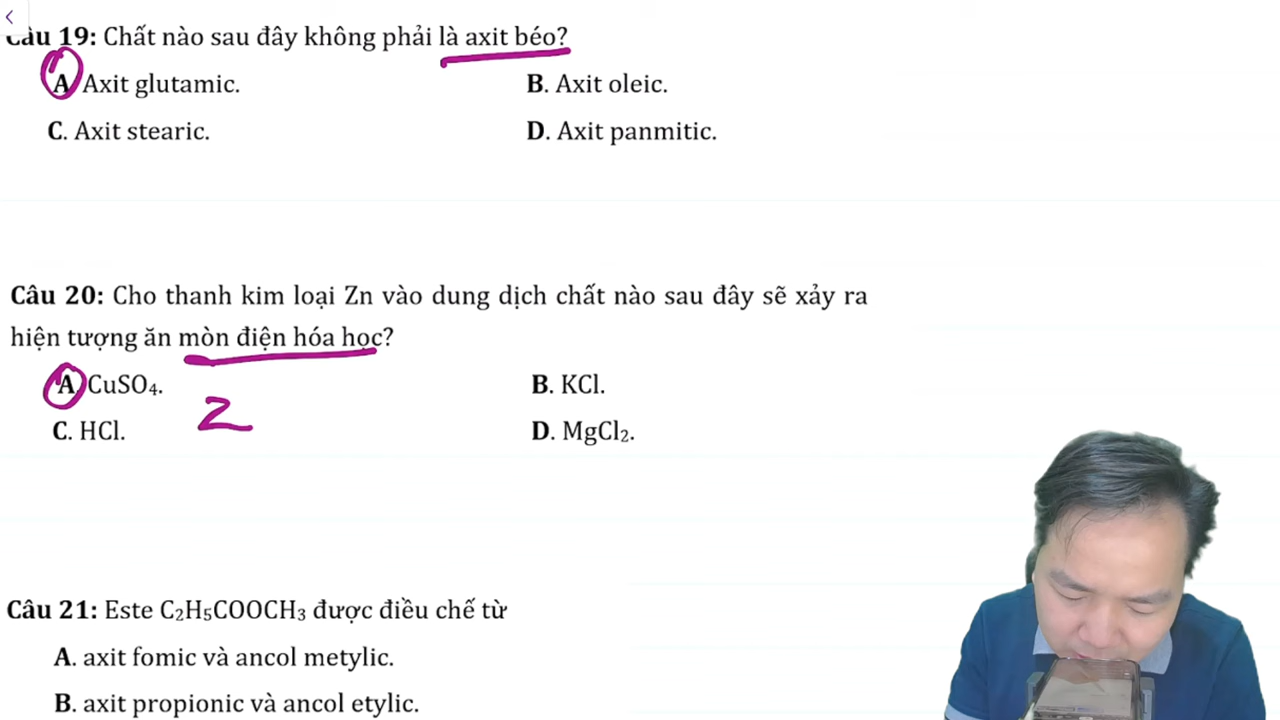 Câu 19: Chất nào sau đây không phải là axit béo?
A. Axit glutamic.
B. Axit oleic.
C. Axit stearic.
D. Axit panmitic.
Câu 20: Cho thanh kim loại Zn vào dung dịch chất nào sau đây sẽ xảy ra
hiện tượng ăn mòn điện hóa học?
A. CuSO₄.
B. KCl.
Z
C. HCl.
D. MgCl₂.
Câu 21: Este C₂H₅COOCH₃ được điều chế từ
A. axit fomic và ancol metylic.
B. axit propionic và ancol etylic.